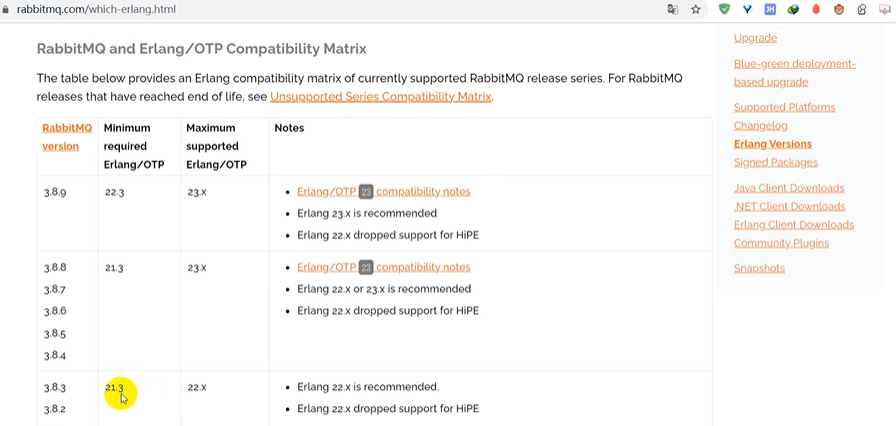 rabbitmq.com/which-erlang.html
JH
RabbitMQ and Erlang/OTP Compatibility Matrix
The table below provides an Erlang compatibility matrix of currently supported RabbitMQ release series. For RabbitMQ
releases that have reached end of life, see Unsupported Series Compatibility Matrix.
RabbitMQ version
Minimum required Erlang/OTP
Maximum supported Erlang/OTP
Notes
3.8.9
22.3
23.x
Erlang/OTP 23 compatibility notes
Erlang 23.x is recommended
Erlang 22.x dropped support for HiPE
3.8.8
3.8.7
3.8.6
3.8.5
3.8.4
21.3
23.x
Erlang/OTP 23 compatibility notes
Erlang 22.x or 23.x is recommended
Erlang 22.x dropped support for HiPE
3.8.3
3.8.2
21.3
22.x
Erlang 22.x is recommended.
Erlang 22.x dropped support for HiPE
Upgrade
Blue-green deployment-
based upgrade
Supported Platforms
Changelog
Erlang Versions
Signed Packages
Java Client Downloads
.NET Client Downloads
Erlang Client Downloads
Community Plugins
Snapshots